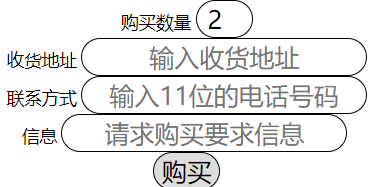 购买数量 2
收货地址 输入收货地址
联系方式 输入11位的电话号码
信息 请求购买要求信息
购买